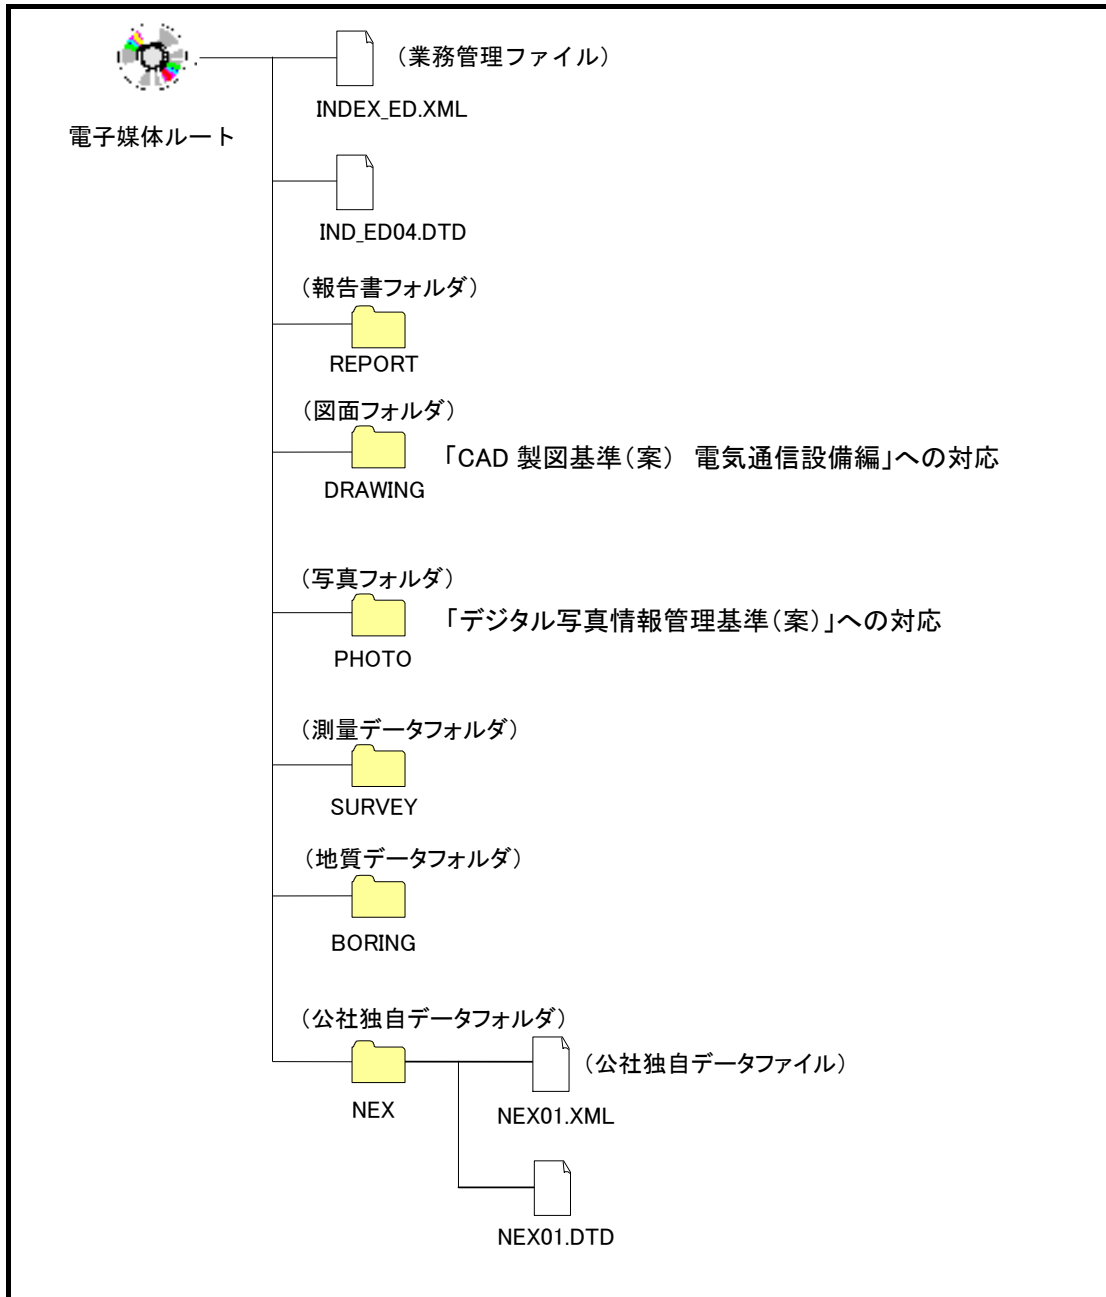 (業務管理ファイル)
INDEX_ED.XML
電子媒体ルート
IND_ED04.DTD
(報告書フォルダ)
REPORT
(図面フォルダ)
「CAD 製図基準(案) 電気通信設備編」への対応
DRAWING
(写真フォルダ)
「デジタル写真情報管理基準(案)」への対応
PHOTO
(測量データフォルダ)
SURVEY
(地質データフォルダ)
BORING
(公社独自データフォルダ)
(公社独自データファイル)
NEX
NEX01.XML
NEX01.DTD